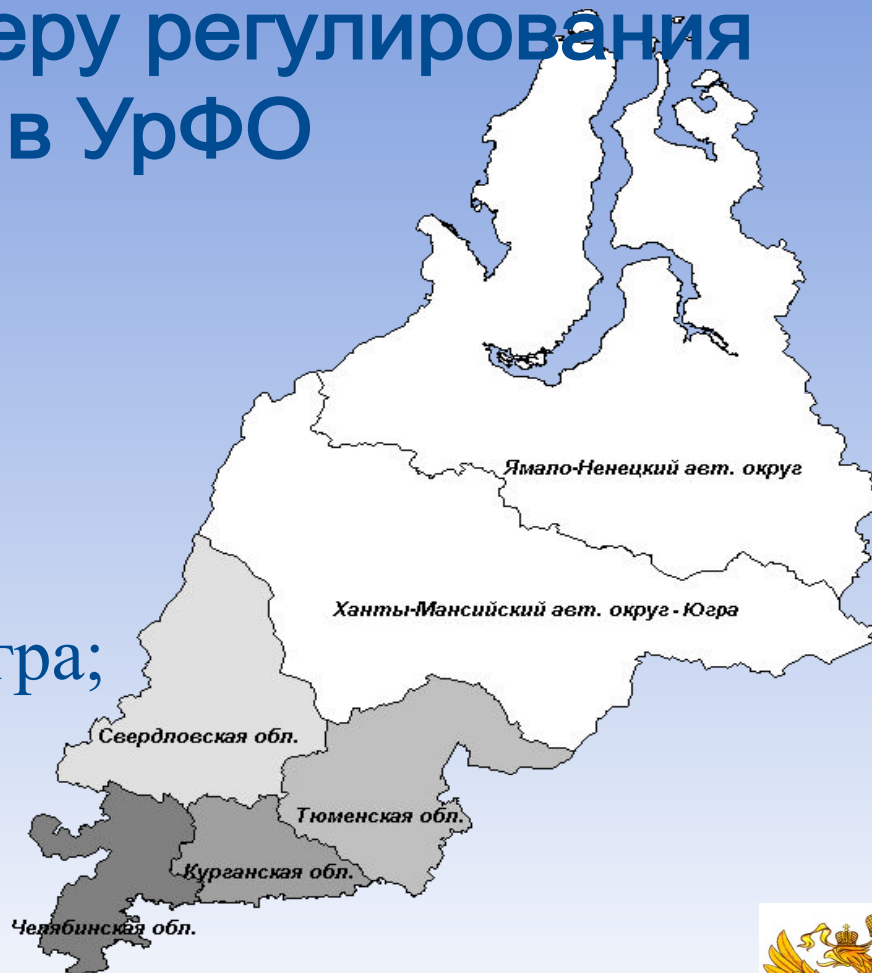 еру регулирования
в УрФО
Ямало-Ненецкий авт. округ
Ханты-Мансийский авт. округ - Югра
гра;
Свердловская обл.
Тюменская обл.
Курганская обл.
Челябинская обл.